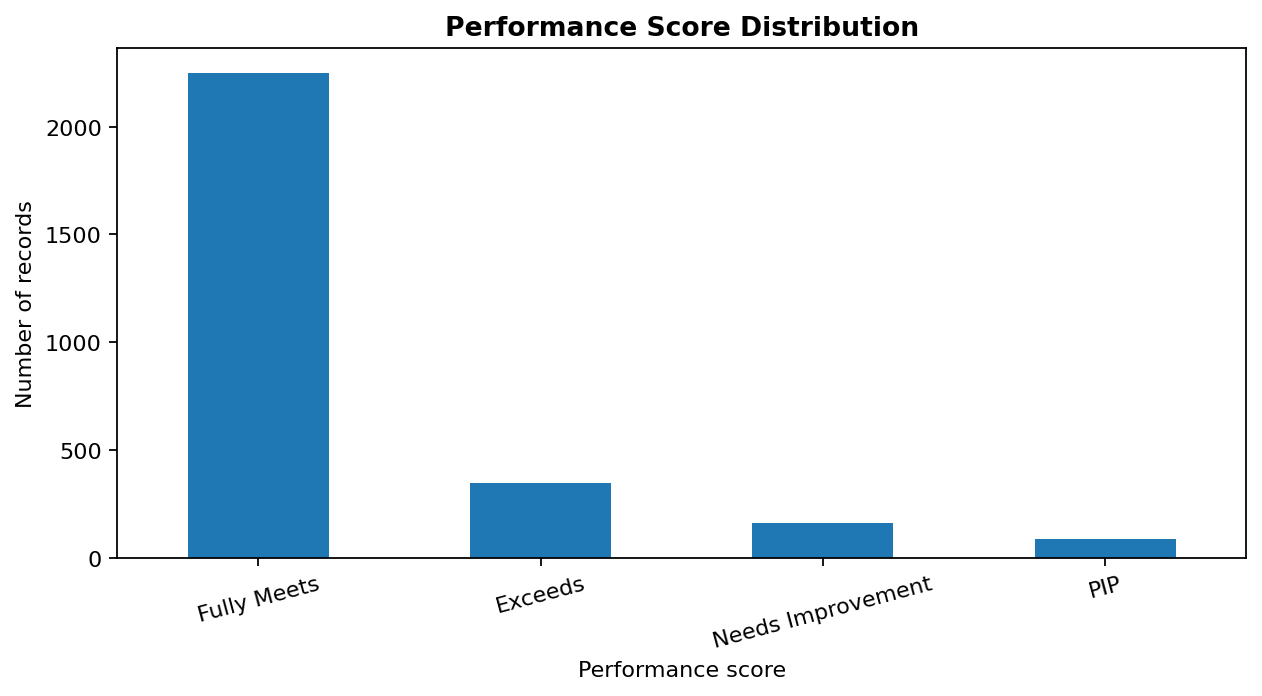 Performance Score Distribution
Number of records
2000
1500
1000
500
0
Fully Meets
Exceeds
Needs Improvement
PIP
Performance score